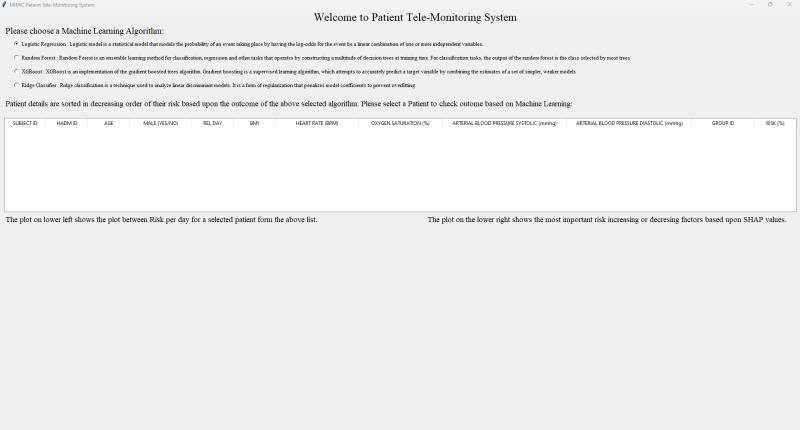 MIMIC Patient Tele-Monitoring System
Welcome to Patient Tele-Monitoring System
Please choose a Machine Learning Algorithm:
Logistic Regression : Logistic model is a statistical model that models the probability of an event taking place by having the log-odds for the event be a linear combination of one or more independent variables.
Random Forest : Random Forest is an ensemble learning method for classification, regression and other tasks that operates by constructing a multitude of decision trees at training time. For classification tasks, the output of the random forest is the class selected by most trees
XGBoost : XGBoost is an implementation of the gradient boosted trees algorithm. Gradient boosting is a supervised learning algorithm, which attempts to accurately predict a target variable by combining the estimates of a set of simpler, weaker models
Ridge Classifier : Ridge classification is a technique used to analyze linear discriminant models. It is a form of regularization that penalizes model coefficients to prevent overfitting
Patient details are sorted in decreasing order of their risk based upon the outcome of the above selected algorithm. Please select a Patient to check outome based on Machine Learning:
SUBJECT ID HADM ID AGE MALE (YES/NO) REL DAY BMI HEART RATE (BPM) OXYGEN SATURATION (%) ARTERIAL BLOOD PRESSURE SYSTOLIC (mmhg) ARTERIAL BLOOD PRESSURE DIASTOLIC (mmhg) GROUP ID RISK (%)
The plot on lower left shows the plot between Risk per day for a selected patient form the above list. The plot on the lower right shows the most important risk increasing or decresing factors based upon SHAP values.